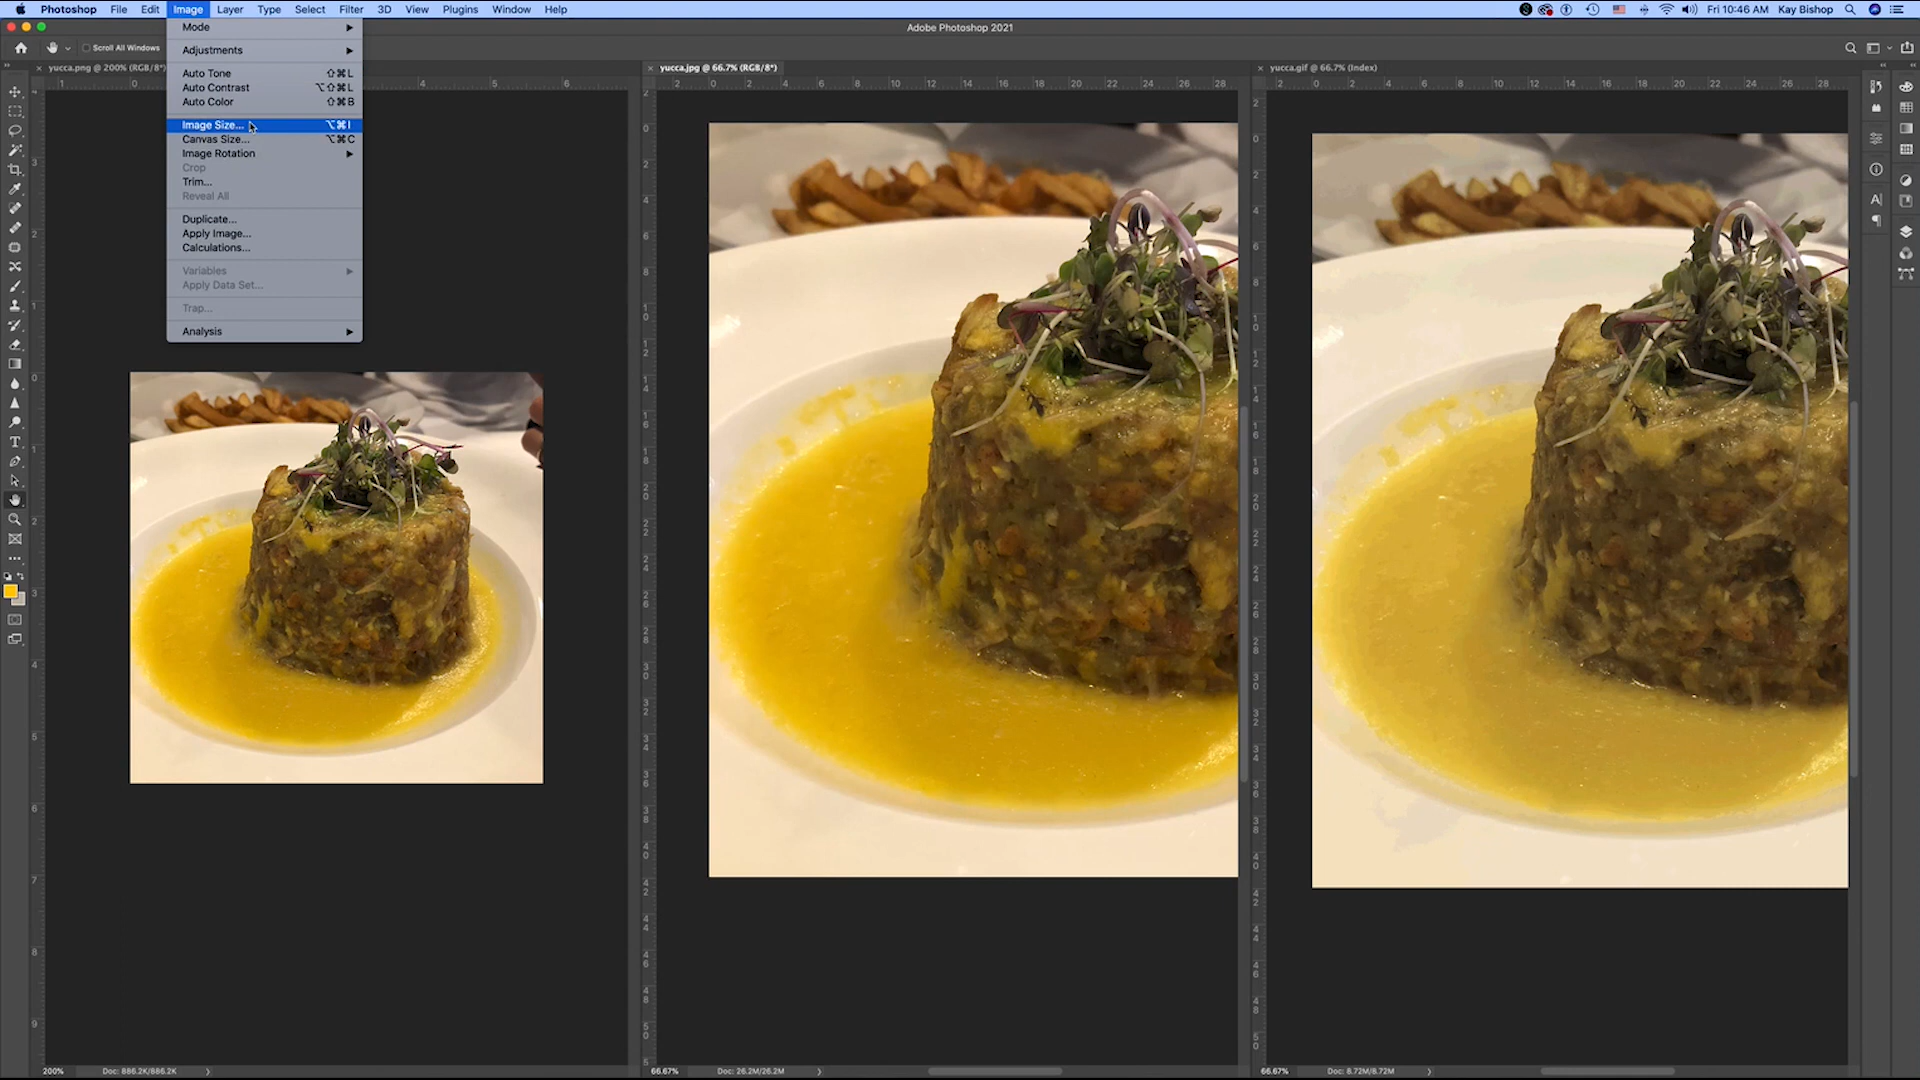 Photoshop File Edit Image Layer Type Select Filter 3D View Plugins Window Help
Fri 10:46 AM Kay Bishop
Adobe Photoshop 2021
Scroll All Windows
yucca.png @ 200% (RGB/8*)
yucca.jpg @ 66.7% (RGB/8*)
yucca.gif @ 66.7% (Index)
Mode
Adjustments
Auto Tone ⇧⌘L
Auto Contrast ⌥⇧⌘L
Auto Color ⇧⌘B
Image Size... ⌥⌘I
Canvas Size... ⌥⌘C
Image Rotation
Crop
Trim...
Reveal All
Duplicate...
Apply Image...
Calculations...
Variables
Apply Data Set...
Trap...
Analysis
200% Doc: 886.2K/886.2K
66.67% Doc: 26.2M/26.2M
66.67% Doc: 8.72M/8.72M